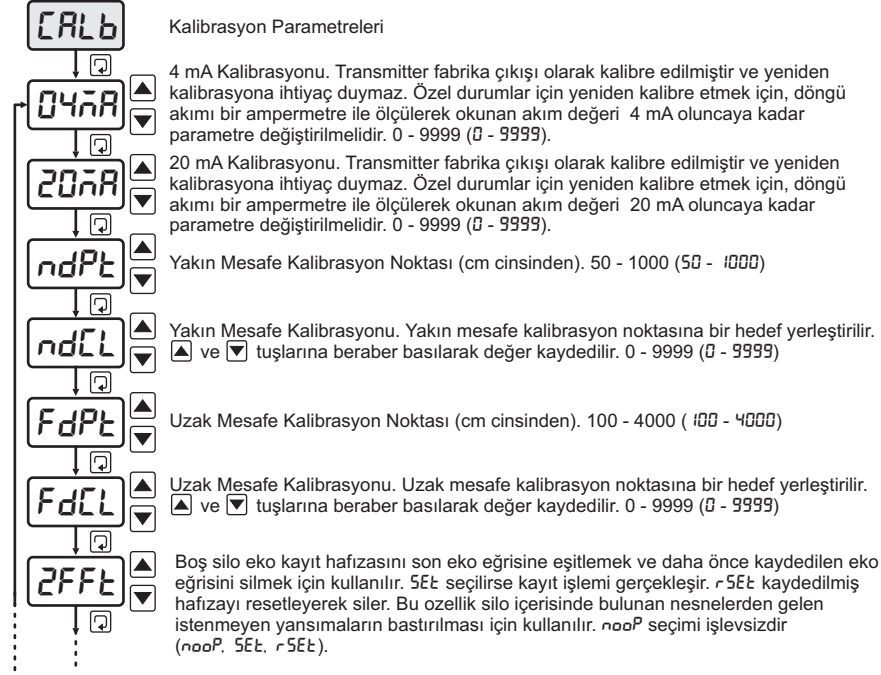 CALb
Kalibrasyon Parametreleri
04mA
4 mA Kalibrasyonu. Transmitter fabrika çıkışı olarak kalibre edilmiştir ve yeniden
kalibrasyona ihtiyaç duymaz. Özel durumlar için yeniden kalibre etmek için, döngü
akımı bir ampermetre ile ölçülerek okunan akım değeri 4 mA oluncaya kadar
parametre değiştirilmelidir. 0 - 9999 (0 - 9999).
20mA
20 mA Kalibrasyonu. Transmitter fabrika çıkışı olarak kalibre edilmiştir ve yeniden
kalibrasyona ihtiyaç duymaz. Özel durumlar için yeniden kalibre etmek için, döngü
akımı bir ampermetre ile ölçülerek okunan akım değeri 20 mA oluncaya kadar
parametre değiştirilmelidir. 0 - 9999 (0 - 9999).
ndPt
Yakın Mesafe Kalibrasyon Noktası (cm cinsinden). 50 - 1000 (50 - 1000)
ndCL
Yakın Mesafe Kalibrasyonu. Yakın mesafe kalibrasyon noktasına bir hedef yerleştirilir.
▲ ve ▼ tuşlarına beraber basılarak değer kaydedilir. 0 - 9999 (0 - 9999)
FdPt
Uzak Mesafe Kalibrasyon Noktası (cm cinsinden). 100 - 4000 ( 100 - 4000)
FdCL
Uzak Mesafe Kalibrasyonu. Uzak mesafe kalibrasyon noktasına bir hedef yerleştirilir.
▲ ve ▼ tuşlarına beraber basılarak değer kaydedilir. 0 - 9999 (0 - 9999)
2FFt
Boş silo eko kayıt hafızasını son eko eğrisine eşitlemek ve daha önce kaydedilen eko
eğrisini silmek için kullanılır. SEt seçilirse kayıt işlemi gerçekleşir. rSEt kaydedilmiş
hafızayı resetleyerek siler. Bu ozellik silo içerisinde bulunan nesnelerden gelen
istenmeyen yansımaların bastırılması için kullanılır. nooP seçimi işlevsizdir
(nooP, SEt, rSEt).